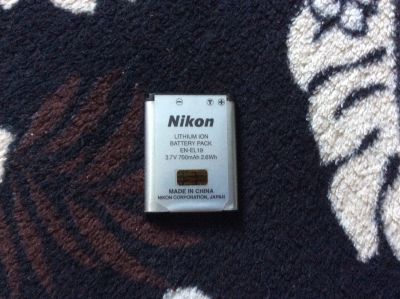 Nikon
LITHIUM ION
BATTERY PACK
EN-EL19
3.7V 700mAh 2.6Wh
MADE IN CHINA
NIKON CORPORATION, JAPAN